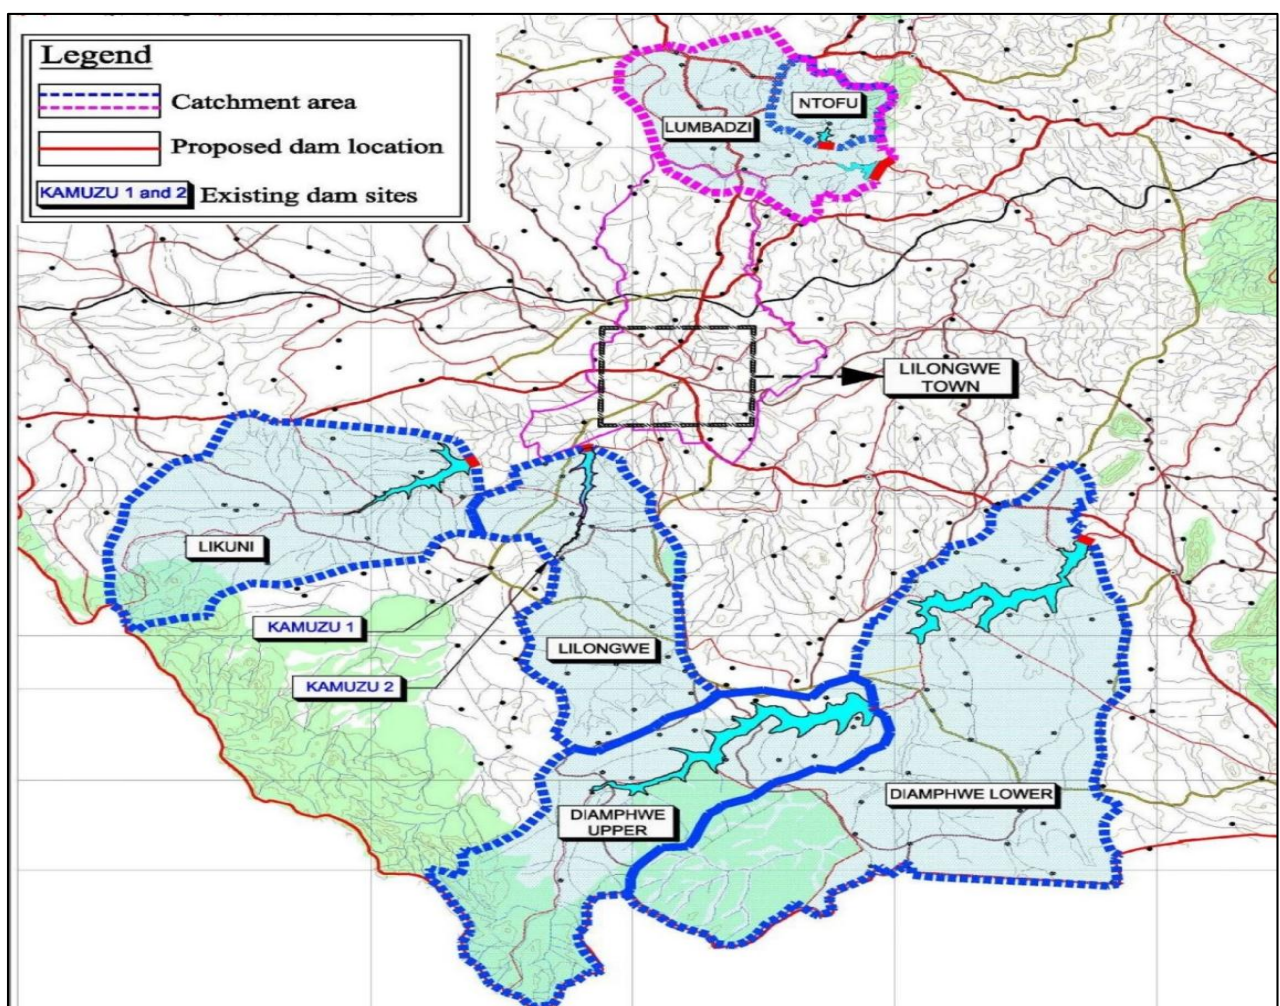 Legend
Catchment area
Proposed dam location
KAMUZU 1 and 2 Existing dam sites
NTOFU
LUMBADZI
LILONGWE
TOWN
LIKUNI
KAMUZU 1
LILONGWE
KAMUZU 2
DIAMPHWE LOWER
DIAMPHWE
UPPER